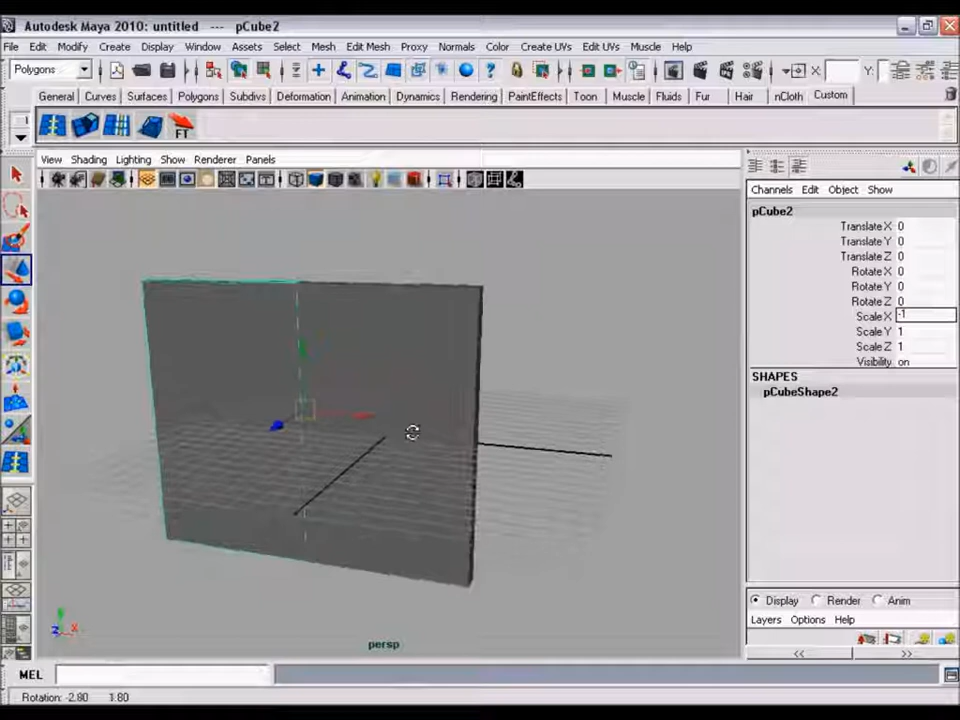 Autodesk Maya 2010: untitled --- pCube2
File Edit Modify Create Display Window Assets Select Mesh Edit Mesh Proxy Normals Color Create UVs Edit UVs Muscle Help
Polygons X Y:
General Curves Surfaces Polygons Subdivs Deformation Animation Dynamics Rendering PaintEffects Toon Muscle Fluids Fur Hair nCloth Custom
FT
View Shading Lighting Show Renderer Panels
Channels Edit Object Show
pCube2
Translate X 0
Translate Y 0
Translate Z 0
Rotate X 0
Rotate Y 0
Rotate Z 0
Scale X -1
Scale Y 1
Scale Z 1
Visibility on
SHAPES
pCubeShape2
Display Render Anim
Layers Options Help
<< >>
y
z x
persp
MEL
Rotation: -2.80 1.80